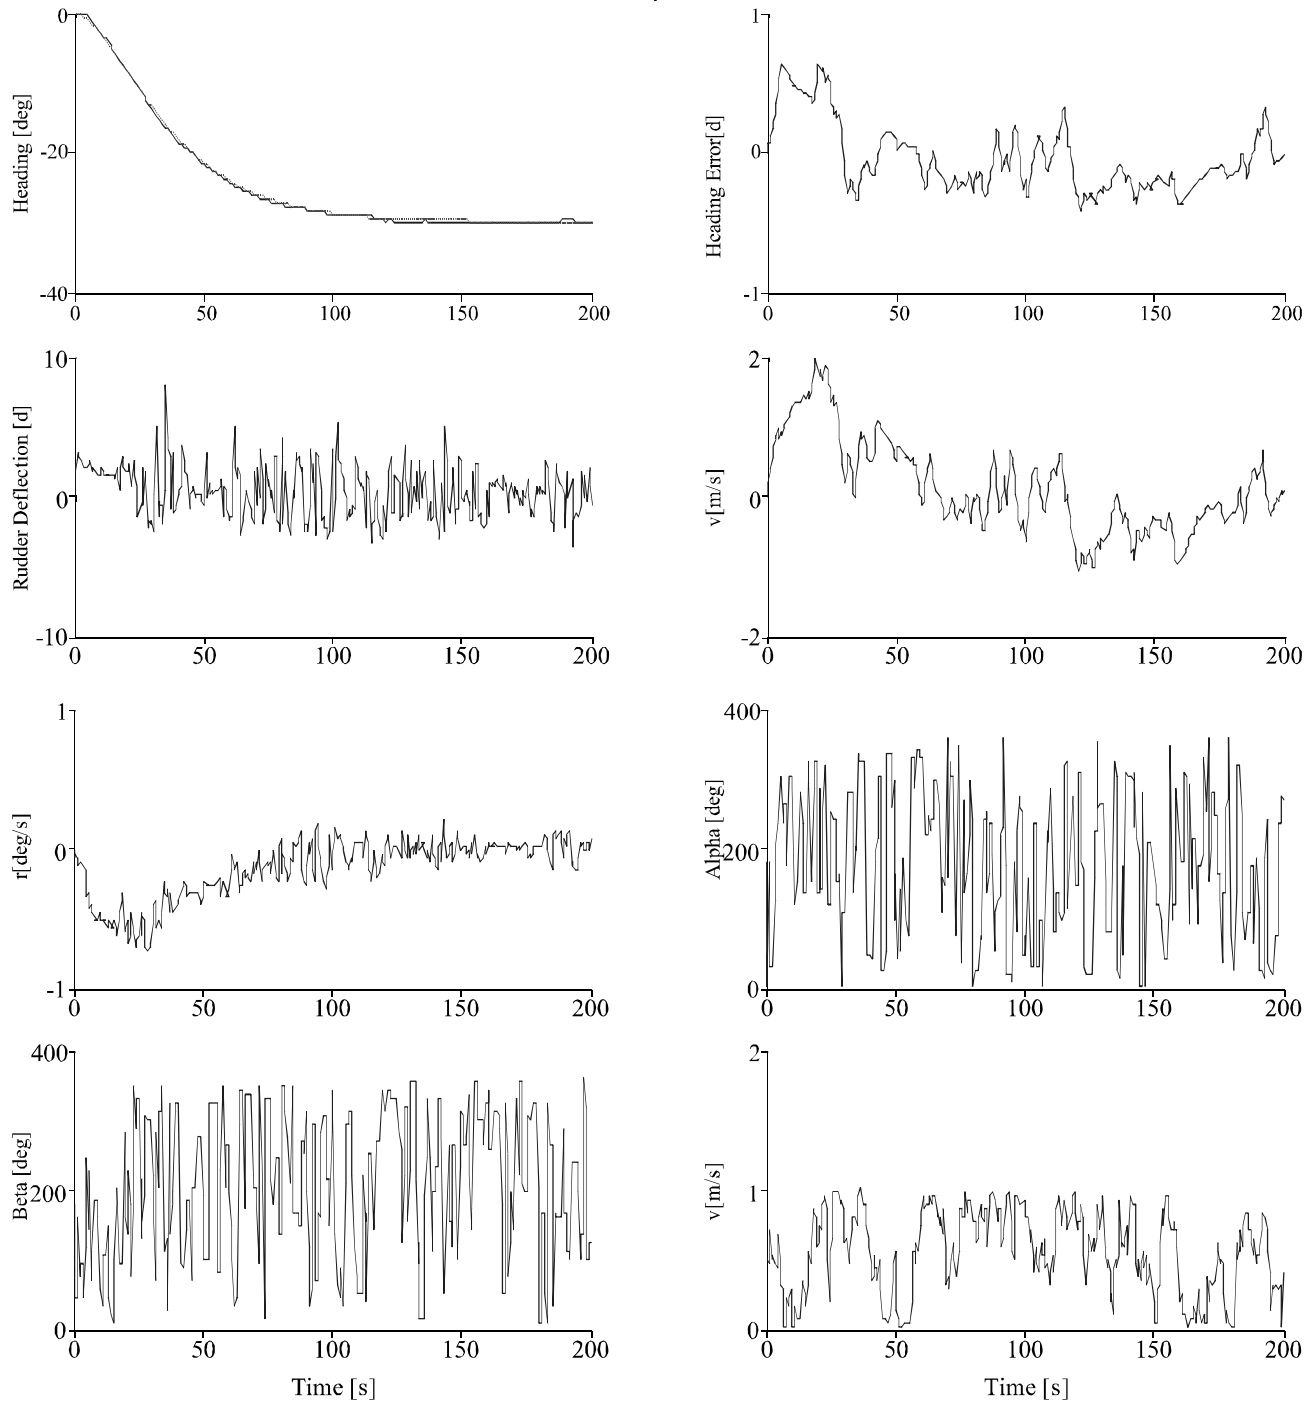 0
-20
-40
Heading [deg]
0 50 100 150 200
1
0
-1
Heading Error[d]
0 50 100 150 200
10
0
-10
Rudder Deflection [d]
0 50 100 150 200
2
0
-2
v[m/s]
0 50 100 150 200
1
0
-1
r[deg/s]
0 50 100 150 200
400
200
0
Alpha [deg]
0 50 100 150 200
400
200
0
Beta [deg]
0 50 100 150 200
Time [s]
2
1
0
v[m/s]
0 50 100 150 200
Time [s]